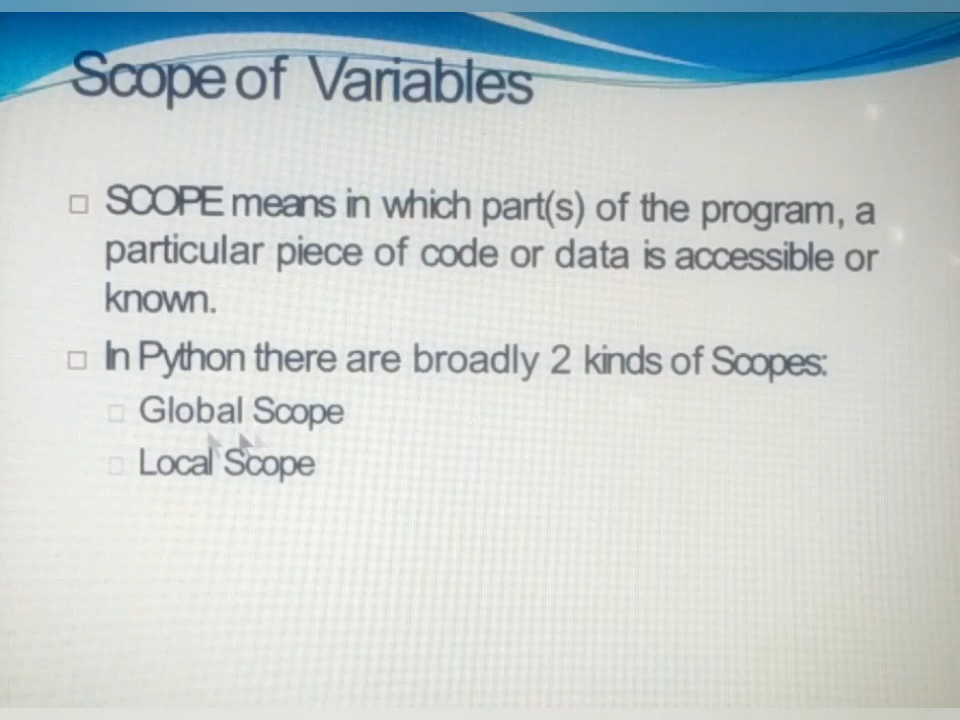 Scope of Variables
SCOPE means in which part(s) of the program, a
particular piece of code or data is accessible or
known.
In Python there are broadly 2 kinds of Scopes:
Global Scope
Local Scope